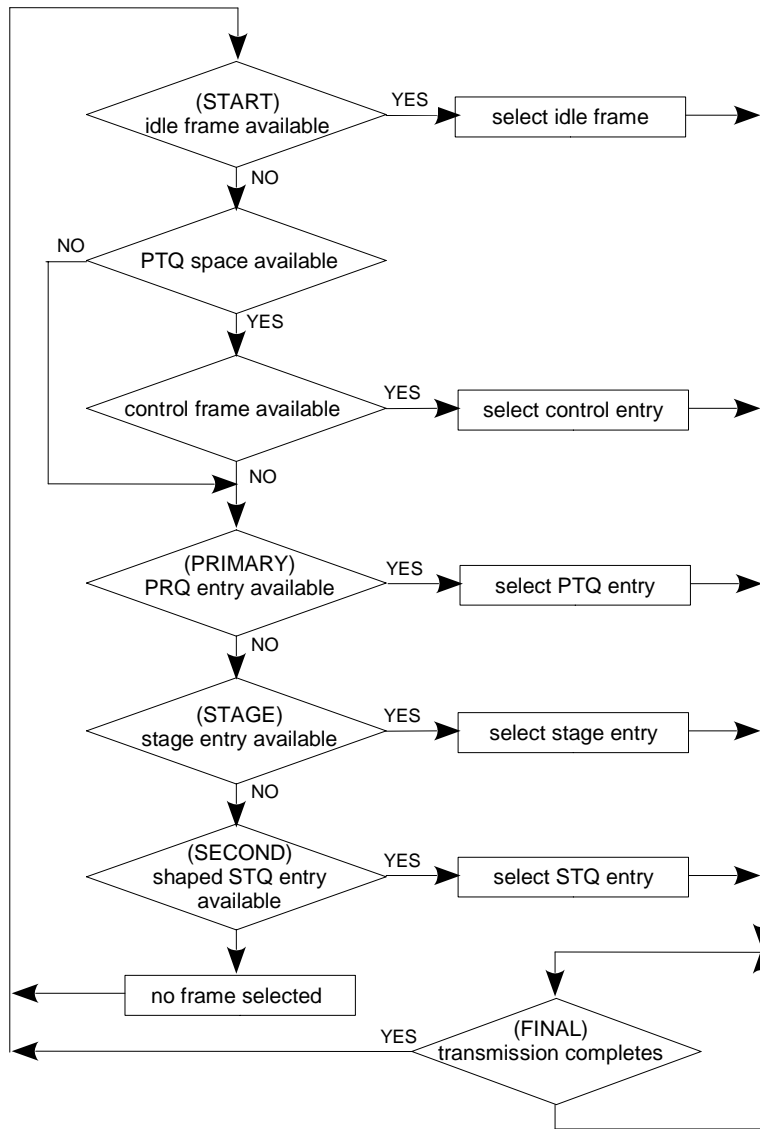 (START)
idle frame available
YES
select idle frame
NO
NO
PTQ space available
YES
control frame available
YES
select control entry
NO
(PRIMARY)
PRQ entry available
YES
select PTQ entry
NO
(STAGE)
stage entry available
YES
select stage entry
NO
(SECOND)
shaped STQ entry
available
YES
select STQ entry
no frame selected
YES
(FINAL)
transmission completes